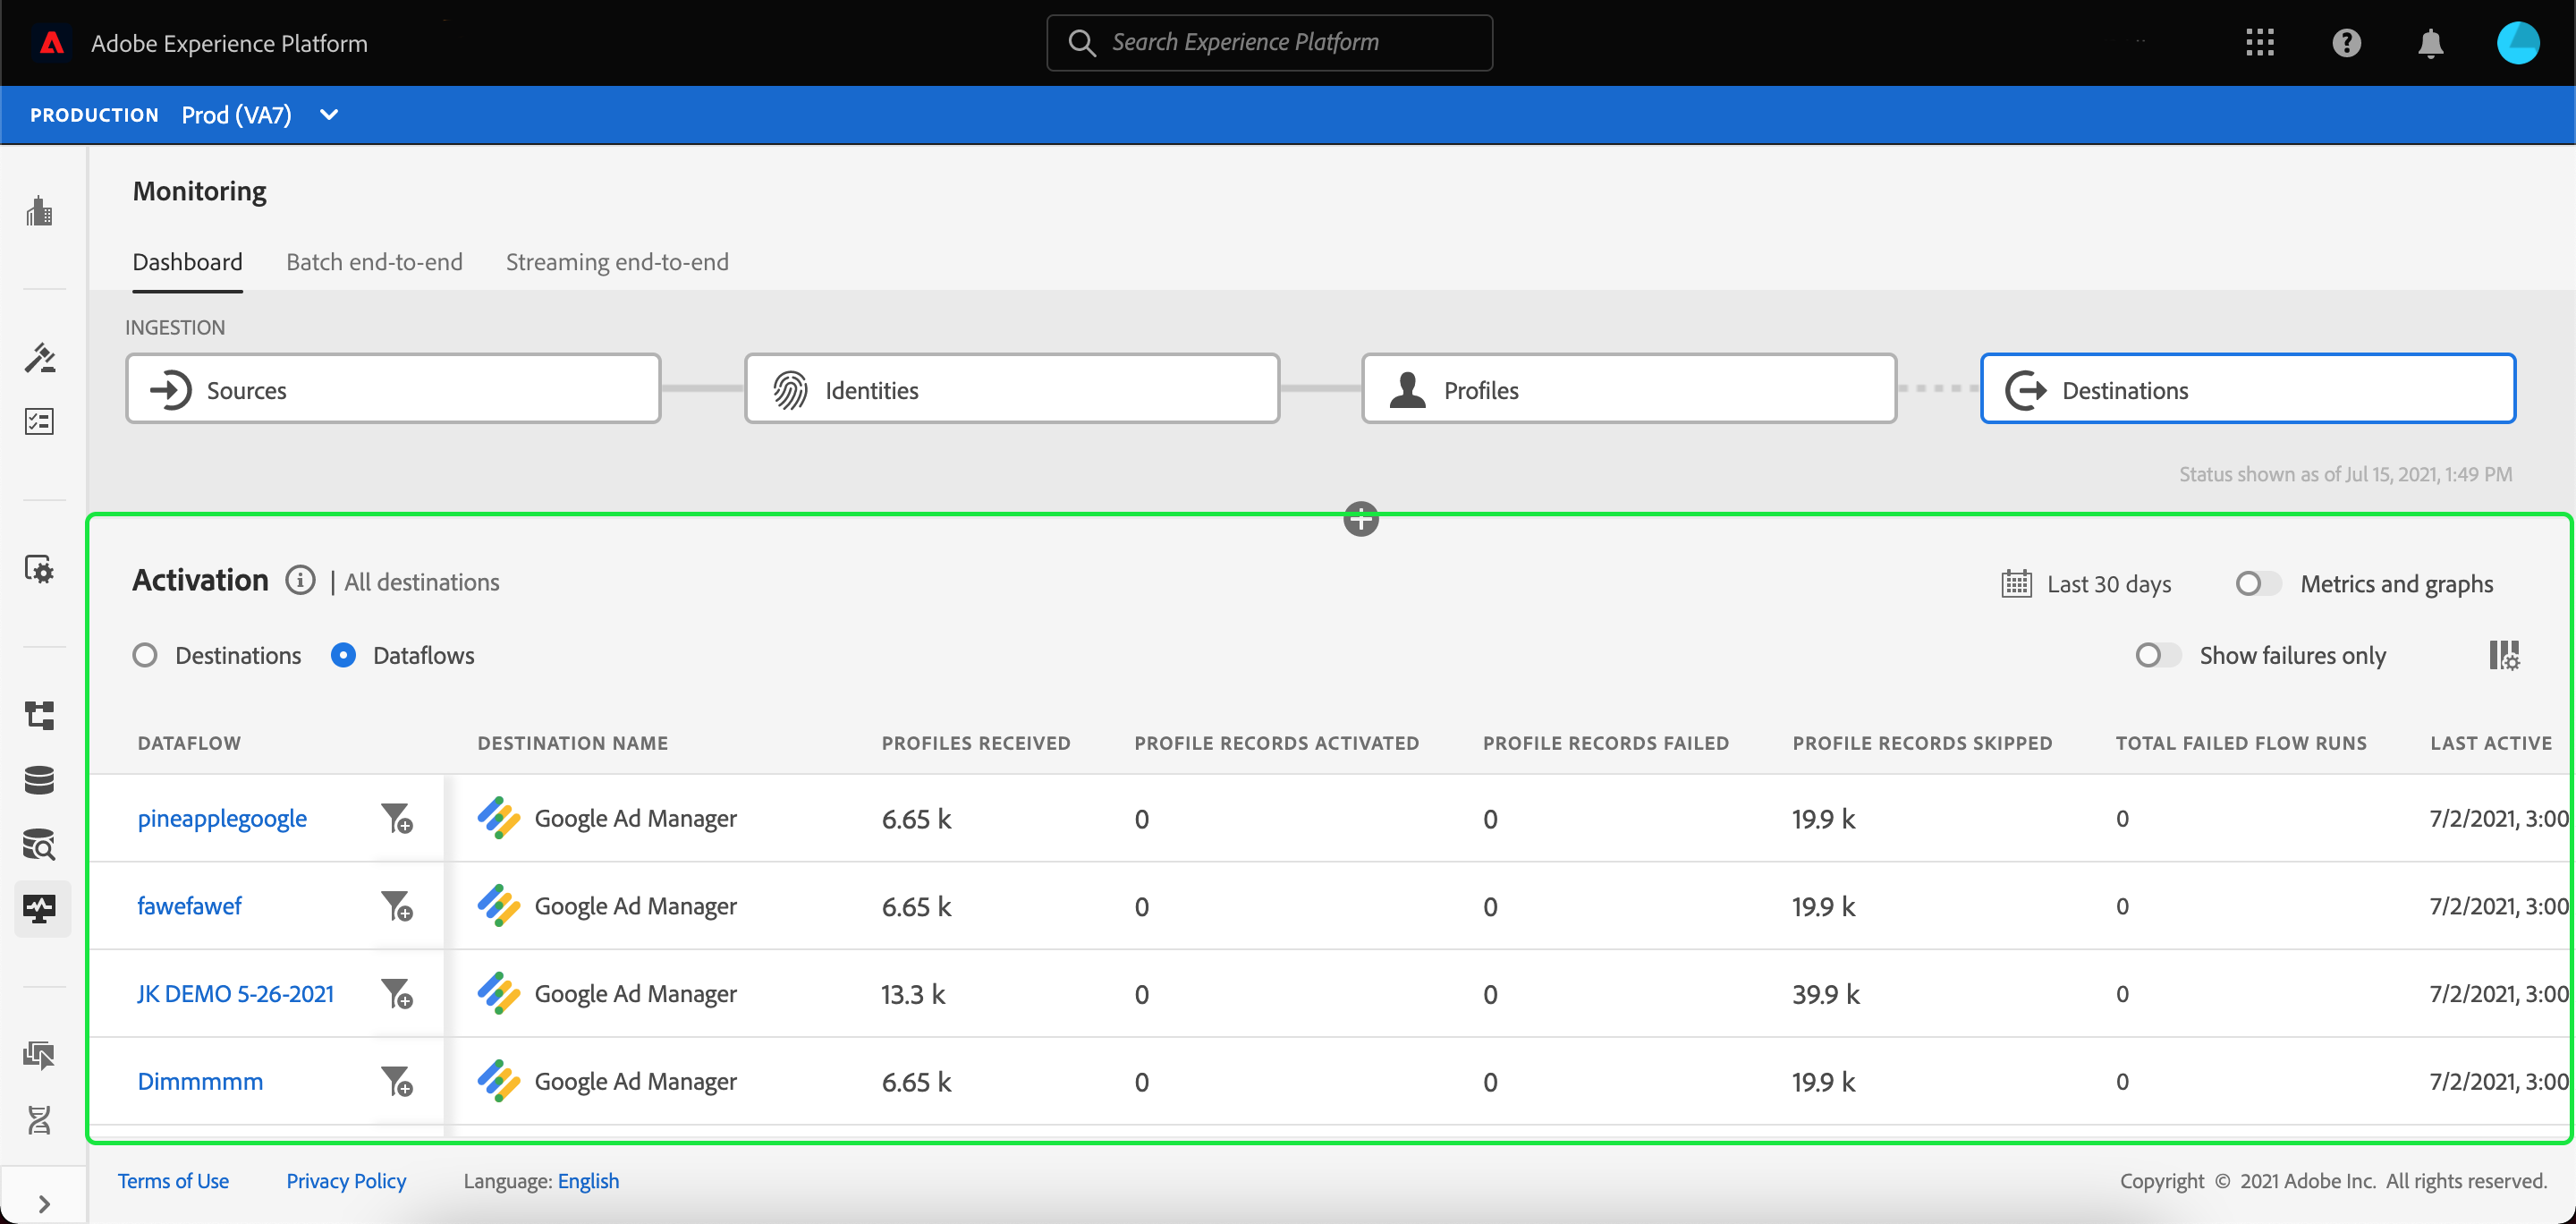 Adobe Experience Platform
Search Experience Platform
PRODUCTION Prod (VA7)
Monitoring
Dashboard Batch end-to-end Streaming end-to-end
INGESTION
Sources Identities Profiles Destinations
Status shown as of Jul 15, 2021, 1:49 PM
Activation | All destinations Last 30 days Metrics and graphs
Destinations Dataflows Show failures only
DATAFLOW DESTINATION NAME PROFILES RECEIVED PROFILE RECORDS ACTIVATED PROFILE RECORDS FAILED PROFILE RECORDS SKIPPED TOTAL FAILED FLOW RUNS LAST ACTIVE
pineapplegoogle Google Ad Manager 6.65 k 0 0 19.9 k 0 7/2/2021, 3:00
fawefawef Google Ad Manager 6.65 k 0 0 19.9 k 0 7/2/2021, 3:00
JK DEMO 5-26-2021 Google Ad Manager 13.3 k 0 0 39.9 k 0 7/2/2021, 3:00
Dimmmmm Google Ad Manager 6.65 k 0 0 19.9 k 0 7/2/2021, 3:00
Terms of Use Privacy Policy Language: English Copyright © 2021 Adobe Inc. All rights reserved.